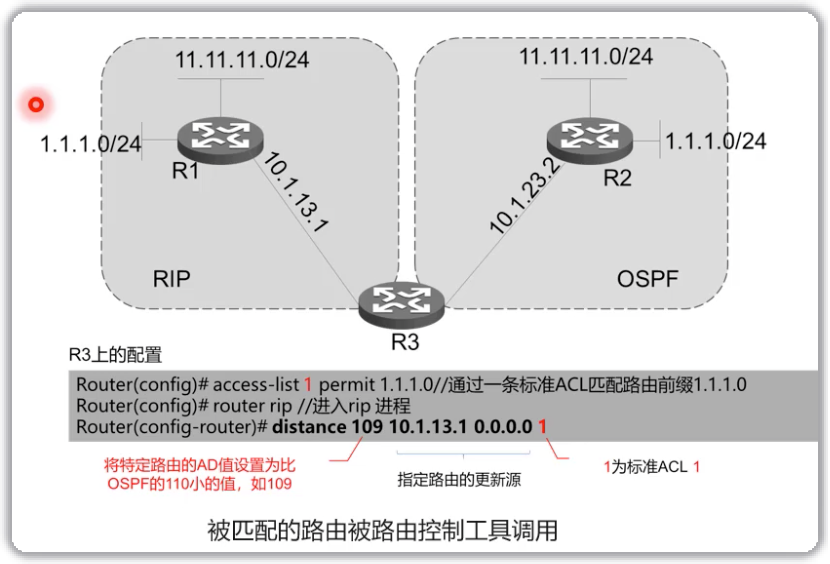 11.11.11.0/24
11.11.11.0/24
1.1.1.0/24
R1
10.1.13.1
10.1.23.2
R2
1.1.1.0/24
RIP
OSPF
R3
R3上的配置
Router(config)# access-list 1 permit 1.1.1.0//通过一条标准ACL匹配路由前缀1.1.1.0
Router(config)# router rip //进入rip 进程
Router(config-router)# distance 109 10.1.13.1 0.0.0.0 1
将特定路由的AD值设置为比
OSPF的110小的值，如109
指定路由的更新源
1为标准ACL 1
被匹配的路由被路由控制工具调用